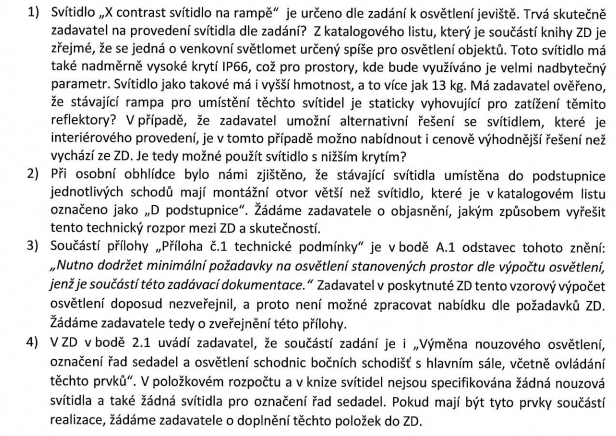 1) Svítidlo „X contrast svítidlo na rampě“ je určeno dle zadání k osvětlení jeviště. Trvá skutečně
zadavatel na provedení svítidla dle zadání? Z katalogového listu, který je součástí knihy ZD je
zřejmé, že se jedná o venkovní světlomet určený spíše pro osvětlení objektů. Toto svítidlo má
také nadměrně vysoké krytí IP66, což pro prostory, kde bude využíváno je velmi nadbytečný
parametr. Svítidlo jako takové má i vyšší hmotnost, a to více jak 13 kg. Má zadavatel ověřeno,
že stávající rampa pro umístění těchto svítidel je staticky vyhovující pro zatížení těmito
reflektory? V případě, že zadavatel umožní alternativní řešení se svítidlem, které je
interiérového provedení, je v tomto případě možno nabídnout i cenově výhodnější řešení než
vychází ze ZD. Je tedy možné použít svítidlo s nižším krytím?
2) Při osobní obhlídce bylo námi zjištěno, že stávající svítidla umístěna do podstupnice
jednotlivých schodů mají montážní otvor větší než svítidlo, které je v katalogovém listu
označeno jako „D podstupnice“. Žádáme zadavatele o objasnění, jakým způsobem vyřešit
tento technický rozpor mezi ZD a skutečností.
3) Součástí přílohy „Příloha č.1 technické podmínky“ je v bodě A.1 odstavec tohoto znění:
„Nutno dodržet minimální požadavky na osvětlení stanovených prostor dle výpočtu osvětlení,
jenž je součástí této zadávací dokumentace.“ Zadavatel v poskytnuté ZD tento vzorový výpočet
osvětlení doposud nezveřejnil, a proto není možné zpracovat nabídku dle požadavků ZD.
Žádáme zadavatele tedy o zveřejnění této přílohy.
4) V ZD v bodě 2.1 uvádí zadavatel, že součástí zadání je i „Výměna nouzového osvětlení,
označení řad sedadel a osvětlení schodnic bočních schodišť s hlavním sále, včetně ovládání
těchto prvků“. V položkovém rozpočtu a v knize svítidel nejsou specifikována žádná nouzová
svítidla a také žádná svítidla pro označení řad sedadel. Pokud mají být tyto prvky součástí
realizace, žádáme zadavatele o doplnění těchto položek do ZD.